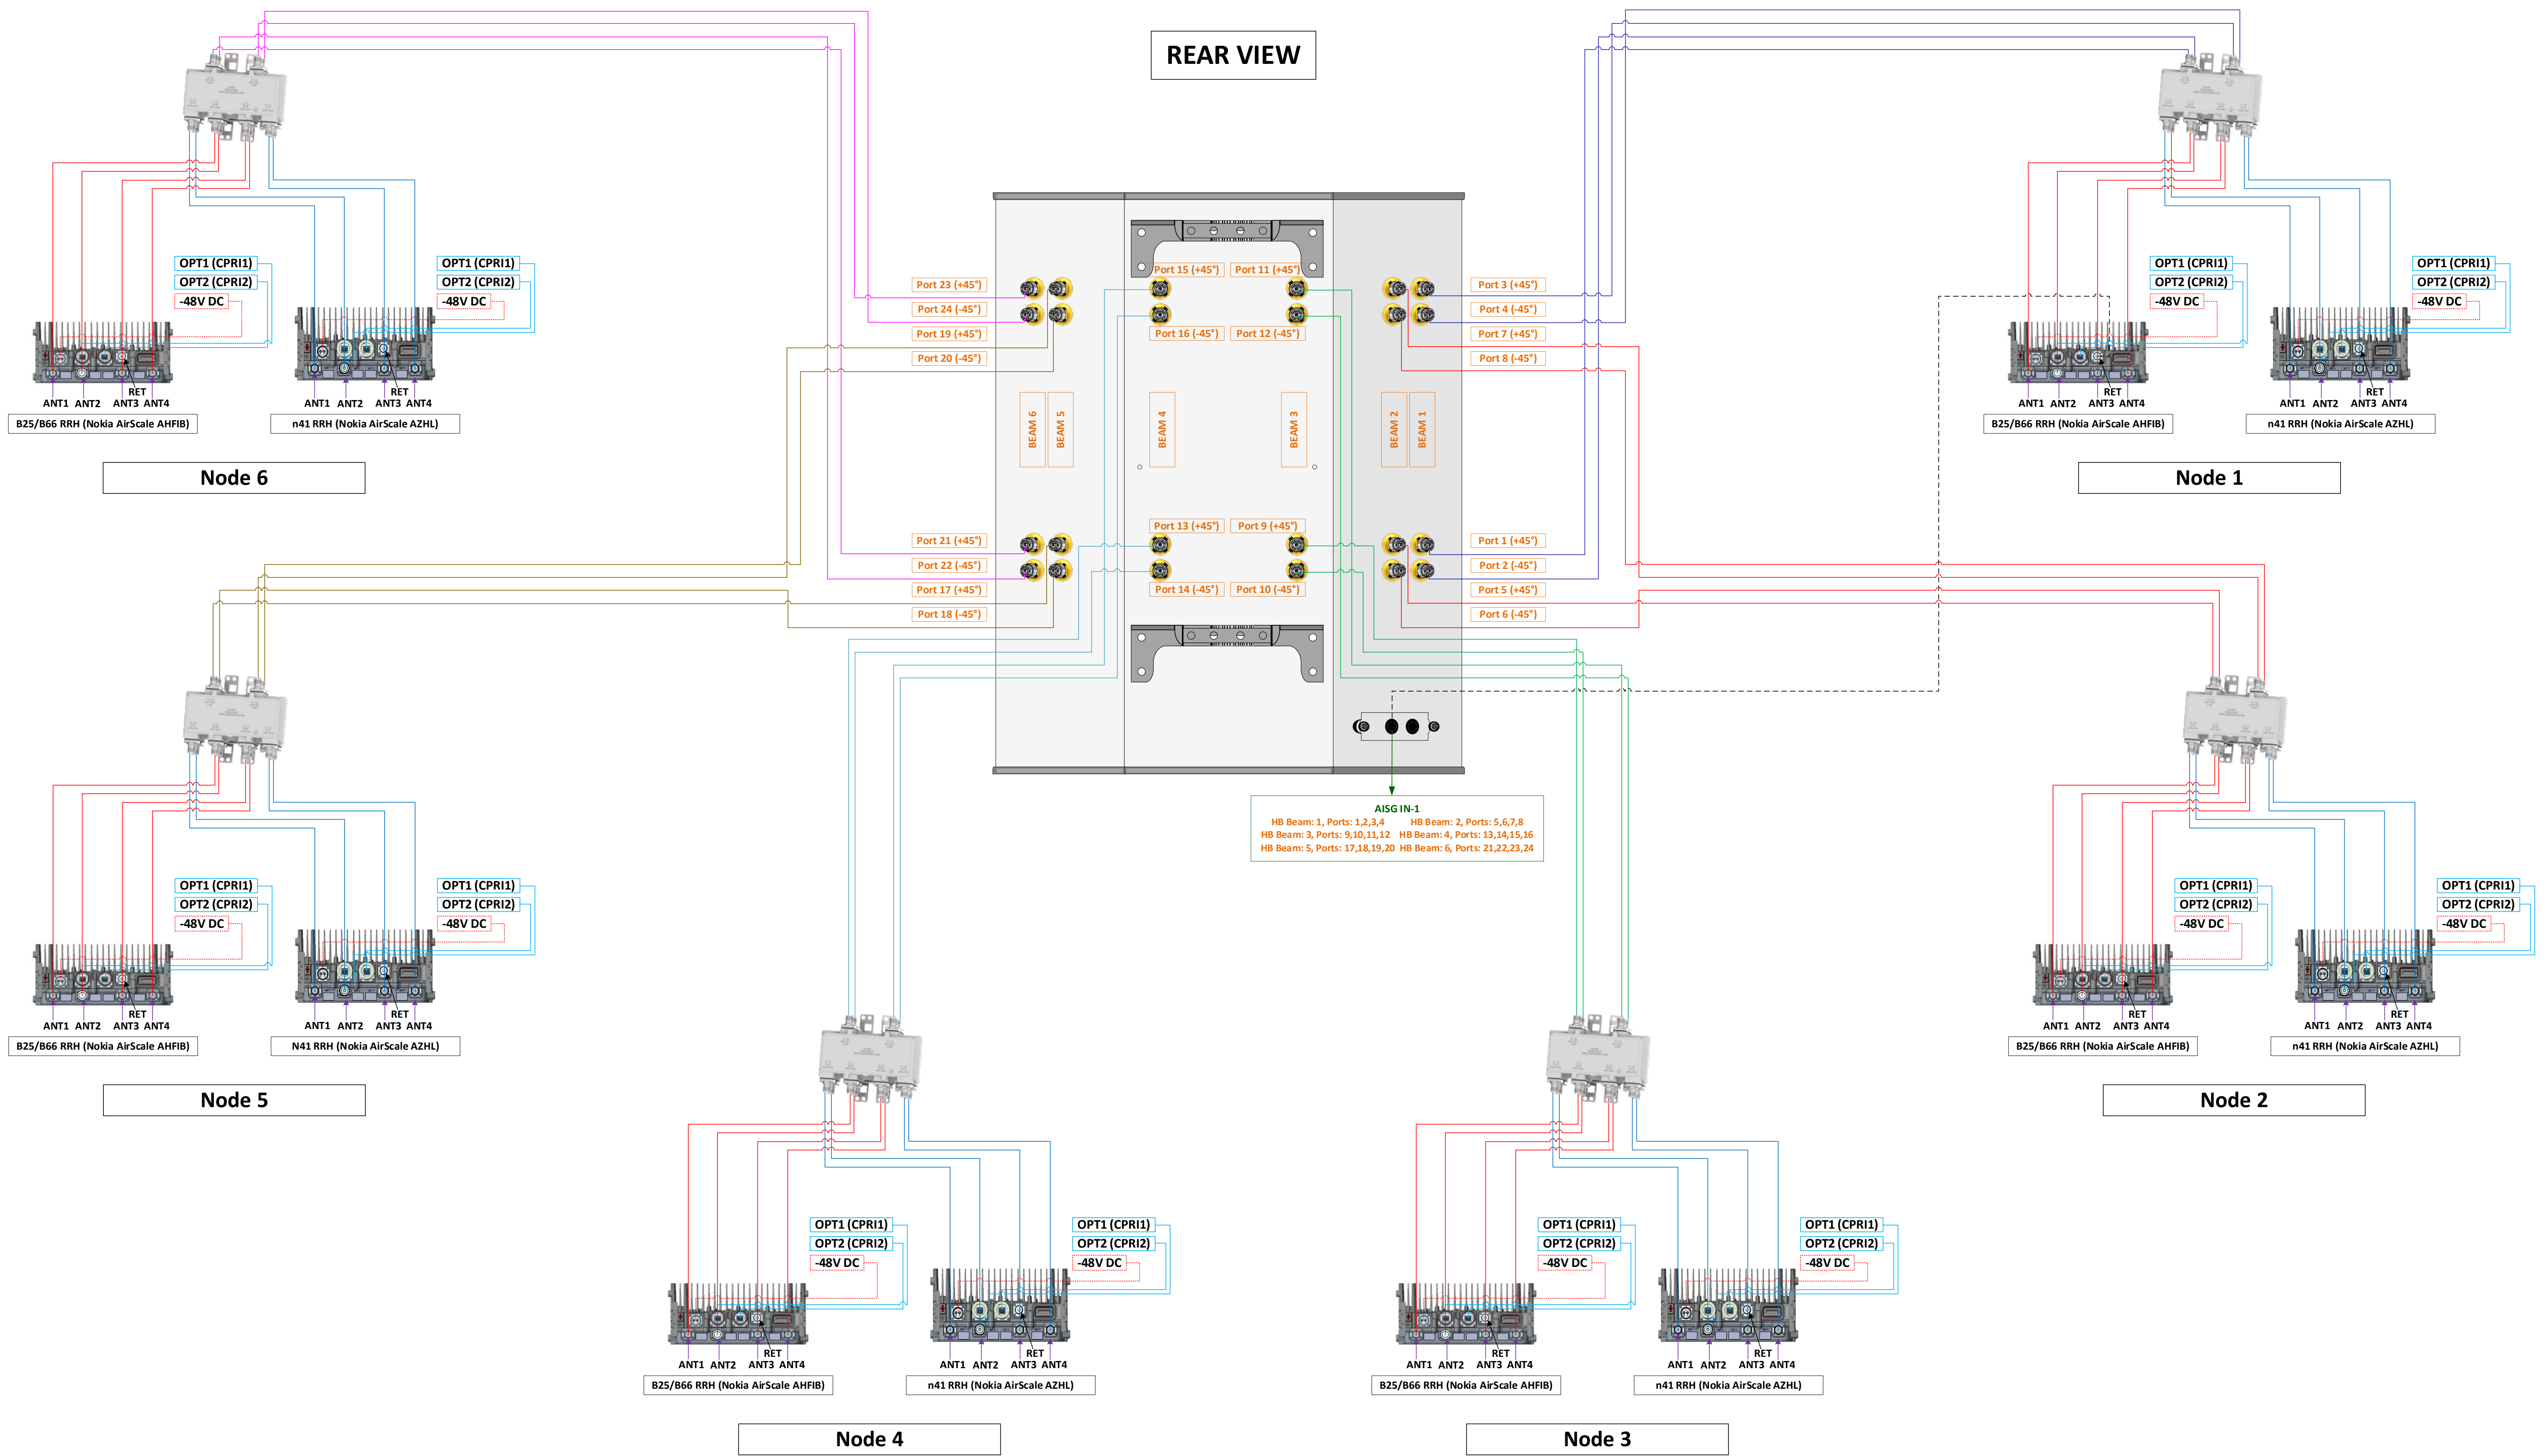 REAR VIEW
Port 15 (+45°)
Port 11 (+45°)
Port 23 (+45°)
Port 24 (-45°)
Port 19 (+45°)
Port 20 (-45°)
Port 16 (-45°)
Port 12 (-45°)
Port 3 (+45°)
Port 4 (-45°)
Port 7 (+45°)
Port 8 (-45°)
BEAM 6
BEAM 5
BEAM 4
BEAM 3
BEAM 2
BEAM 1
Port 21 (+45°)
Port 22 (-45°)
Port 17 (+45°)
Port 18 (-45°)
Port 13 (+45°)
Port 9 (+45°)
Port 14 (-45°)
Port 10 (-45°)
Port 1 (+45°)
Port 2 (-45°)
Port 5 (+45°)
Port 6 (-45°)
AISG IN-1
HB Beam: 1, Ports: 1,2,3,4 HB Beam: 2, Ports: 5,6,7,8
HB Beam: 3, Ports: 9,10,11,12 HB Beam: 4, Ports: 13,14,15,16
HB Beam: 5, Ports: 17,18,19,20 HB Beam: 6, Ports: 21,22,23,24
OPT1 (CPRI1)
OPT2 (CPRI2)
-48V DC
OPT1 (CPRI1)
OPT2 (CPRI2)
-48V DC
RET
ANT1 ANT2 ANT3 ANT4
RET
ANT1 ANT2 ANT3 ANT4
B25/B66 RRH (Nokia AirScale AHFIB)
n41 RRH (Nokia AirScale AZHL)
Node 6
OPT1 (CPRI1)
OPT2 (CPRI2)
-48V DC
OPT1 (CPRI1)
OPT2 (CPRI2)
-48V DC
RET
ANT1 ANT2 ANT3 ANT4
RET
ANT1 ANT2 ANT3 ANT4
B25/B66 RRH (Nokia AirScale AHFIB)
n41 RRH (Nokia AirScale AZHL)
Node 1
OPT1 (CPRI1)
OPT2 (CPRI2)
-48V DC
OPT1 (CPRI1)
OPT2 (CPRI2)
-48V DC
RET
ANT1 ANT2 ANT3 ANT4
RET
ANT1 ANT2 ANT3 ANT4
B25/B66 RRH (Nokia AirScale AHFIB)
N41 RRH (Nokia AirScale AZHL)
Node 5
OPT1 (CPRI1)
OPT2 (CPRI2)
-48V DC
OPT1 (CPRI1)
OPT2 (CPRI2)
-48V DC
RET
ANT1 ANT2 ANT3 ANT4
RET
ANT1 ANT2 ANT3 ANT4
B25/B66 RRH (Nokia AirScale AHFIB)
n41 RRH (Nokia AirScale AZHL)
Node 2
OPT1 (CPRI1)
OPT2 (CPRI2)
-48V DC
OPT1 (CPRI1)
OPT2 (CPRI2)
-48V DC
RET
ANT1 ANT2 ANT3 ANT4
RET
ANT1 ANT2 ANT3 ANT4
B25/B66 RRH (Nokia AirScale AHFIB)
n41 RRH (Nokia AirScale AZHL)
Node 4
OPT1 (CPRI1)
OPT2 (CPRI2)
-48V DC
OPT1 (CPRI1)
OPT2 (CPRI2)
-48V DC
RET
ANT1 ANT2 ANT3 ANT4
RET
ANT1 ANT2 ANT3 ANT4
B25/B66 RRH (Nokia AirScale AHFIB)
n41 RRH (Nokia AirScale AZHL)
Node 3